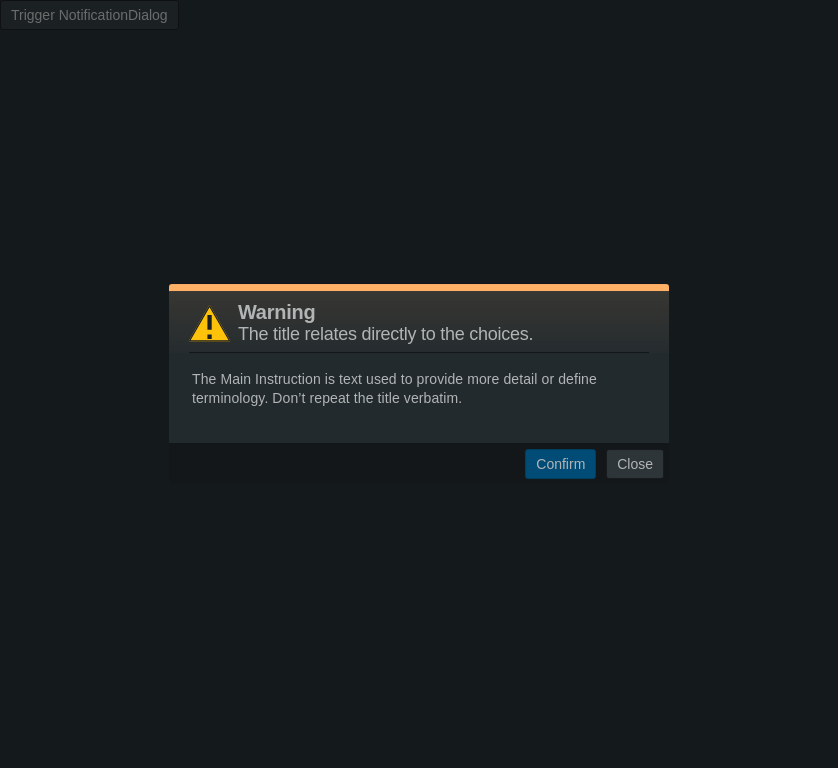 Trigger NotificationDialog
Warning
The title relates directly to the choices.
The Main Instruction is text used to provide more detail or define
terminology. Don’t repeat the title verbatim.
Confirm Close